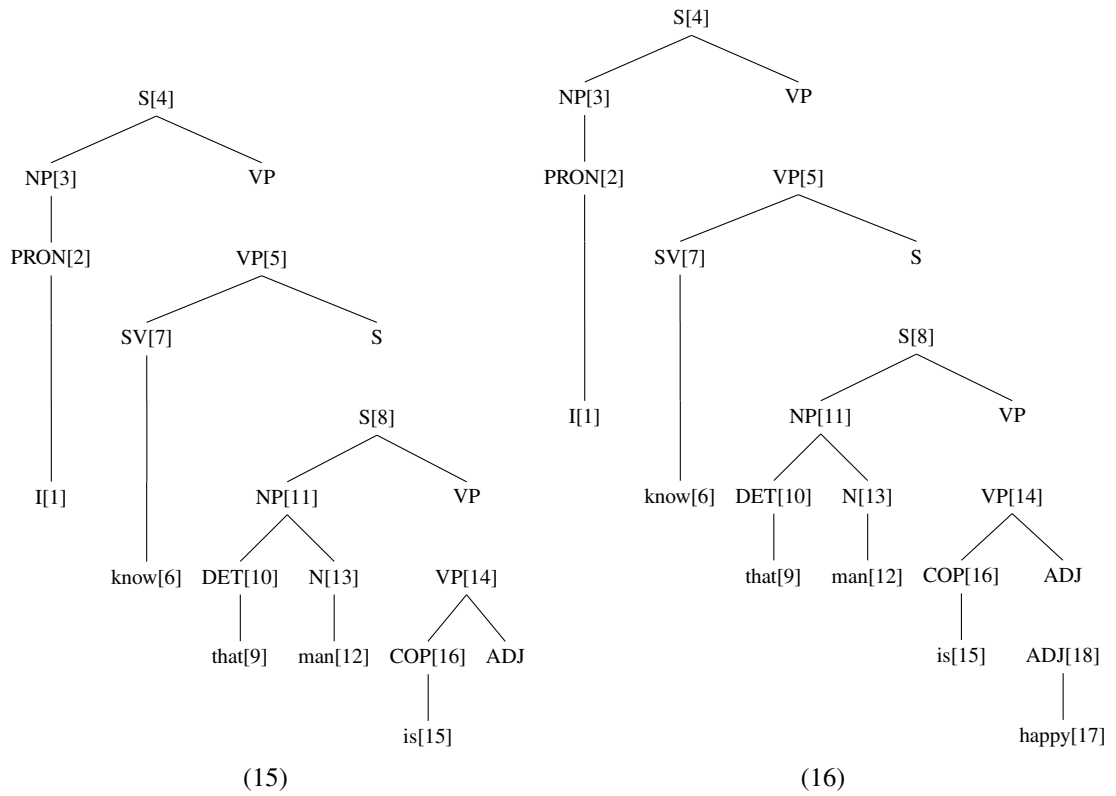 S[4]
NP[3] VP
PRON[2] VP[5]
SV[7] S
S[8]
I[1] NP[11] VP
know[6] DET[10] N[13] VP[14]
that[9] man[12] COP[16] ADJ
is[15]
(15)
S[4]
NP[3] VP
PRON[2] VP[5]
SV[7] S
S[8]
I[1] NP[11] VP
know[6] DET[10] N[13] VP[14]
that[9] man[12] COP[16] ADJ
is[15] ADJ[18]
happy[17]
(16)